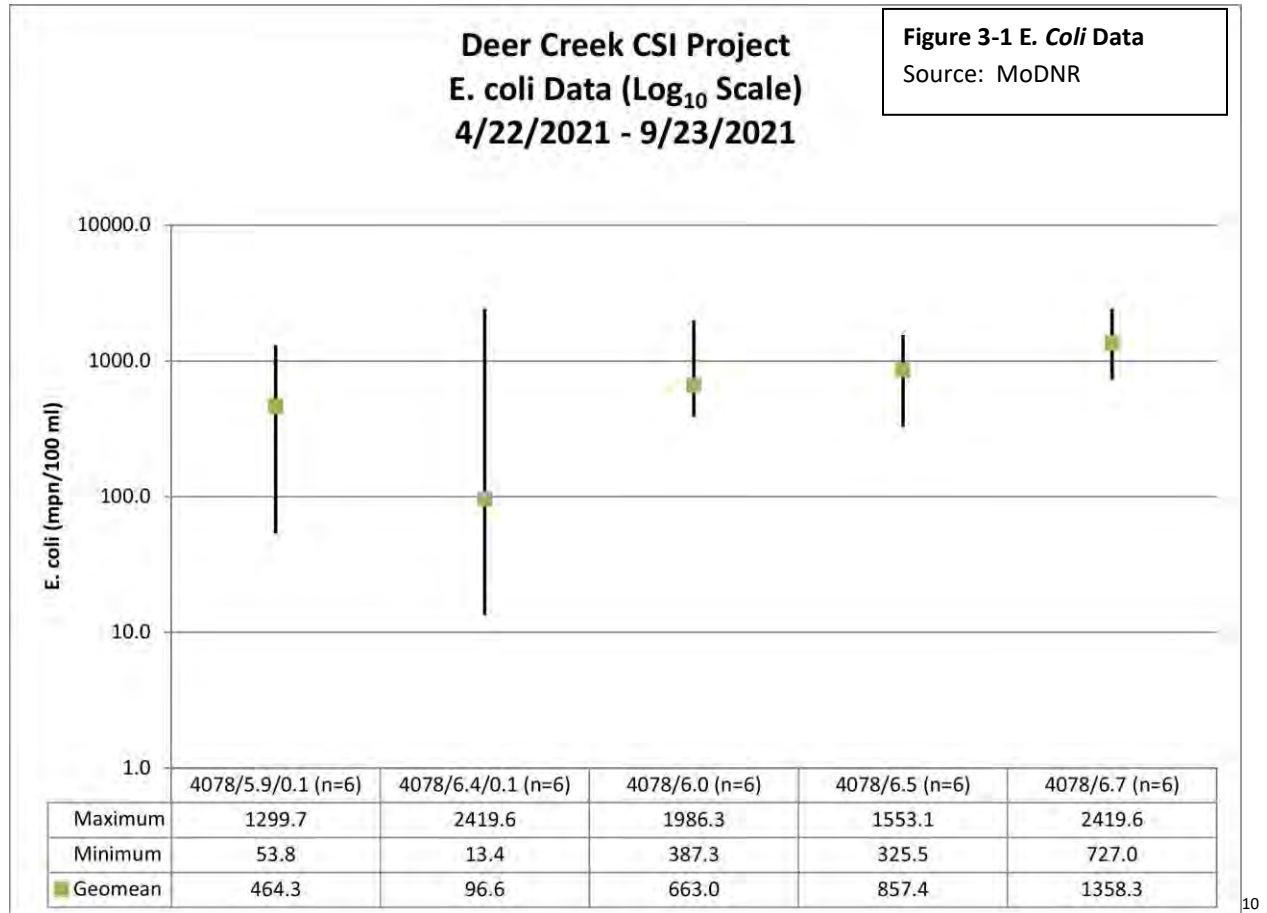 Deer Creek CSI Project
E. coli Data (Log₁₀ Scale)
4/22/2021 - 9/23/2021
Figure 3-1 E. Coli Data
Source: MoDNR
E. coli (mpn/100 ml)
10000.0
1000.0
100.0
10.0
1.0
4078/5.9/0.1 (n=6) 4078/6.4/0.1 (n=6) 4078/6.0 (n=6) 4078/6.5 (n=6) 4078/6.7 (n=6)
Maximum 1299.7 2419.6 1986.3 1553.1 2419.6
Minimum 53.8 13.4 387.3 325.5 727.0
Geomean 464.3 96.6 663.0 857.4 1358.3
10